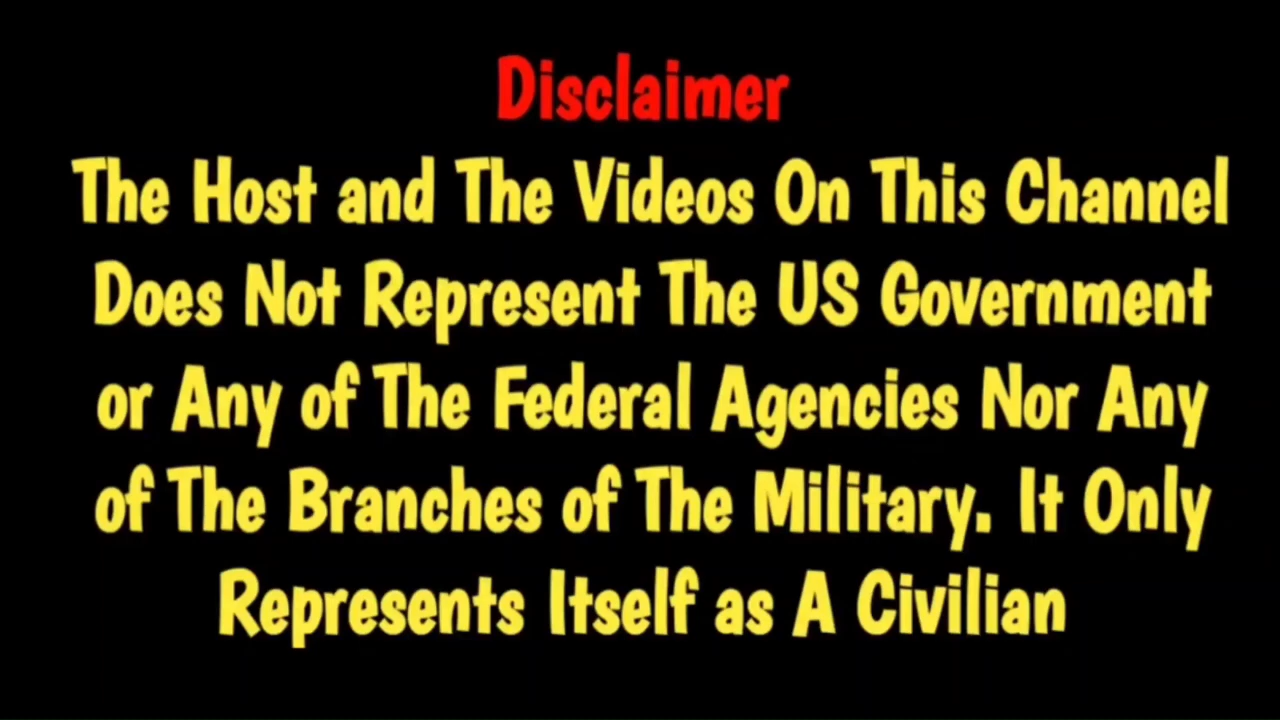 Disclaimer
The Host and The Videos On This Channel
Does Not Represent The US Government
or Any of The Federal Agencies Nor Any
of The Branches of The Military. It Only
Represents Itself as A Civilian